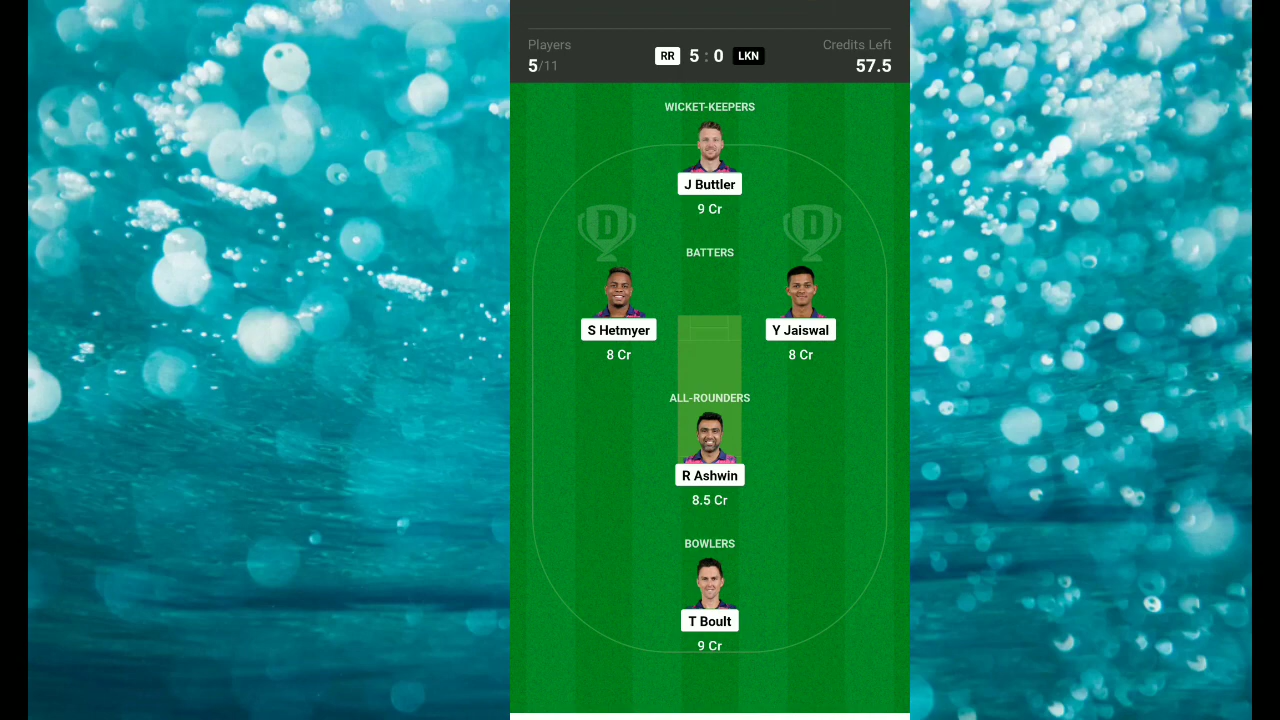 Players
5/11
RR 5 : 0 LKN
Credits Left
57.5
WICKET-KEEPERS
J Buttler
9 Cr
D D
BATTERS
S Hetmyer Y Jaiswal
8 Cr 8 Cr
ALL-ROUNDERS
R Ashwin
8.5 Cr
BOWLERS
T Boult
9 Cr